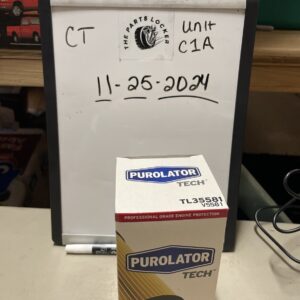 CT
THE PARTS LOCKER
Unit
C1A
11-25-2024
PUROLATOR
TECH
TL35581
V5581
PROFESSIONAL GRADE ENGINE PROTECTION
PUROLATOR
TECH